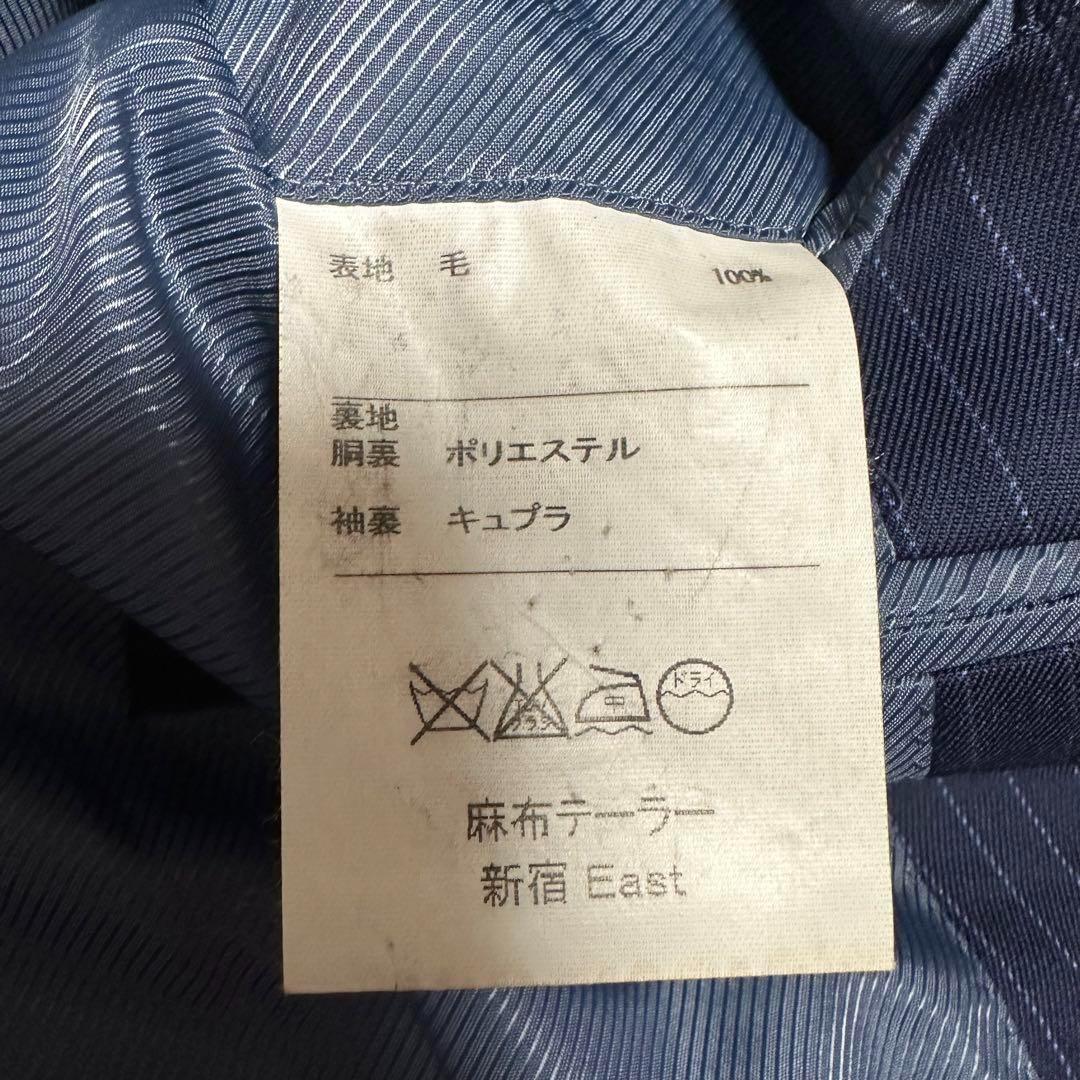 表地 毛 100%
裏地
胴裏 ポリエステル
袖裏 キュプラ
中 ドライ
麻布テーラー
新宿 East